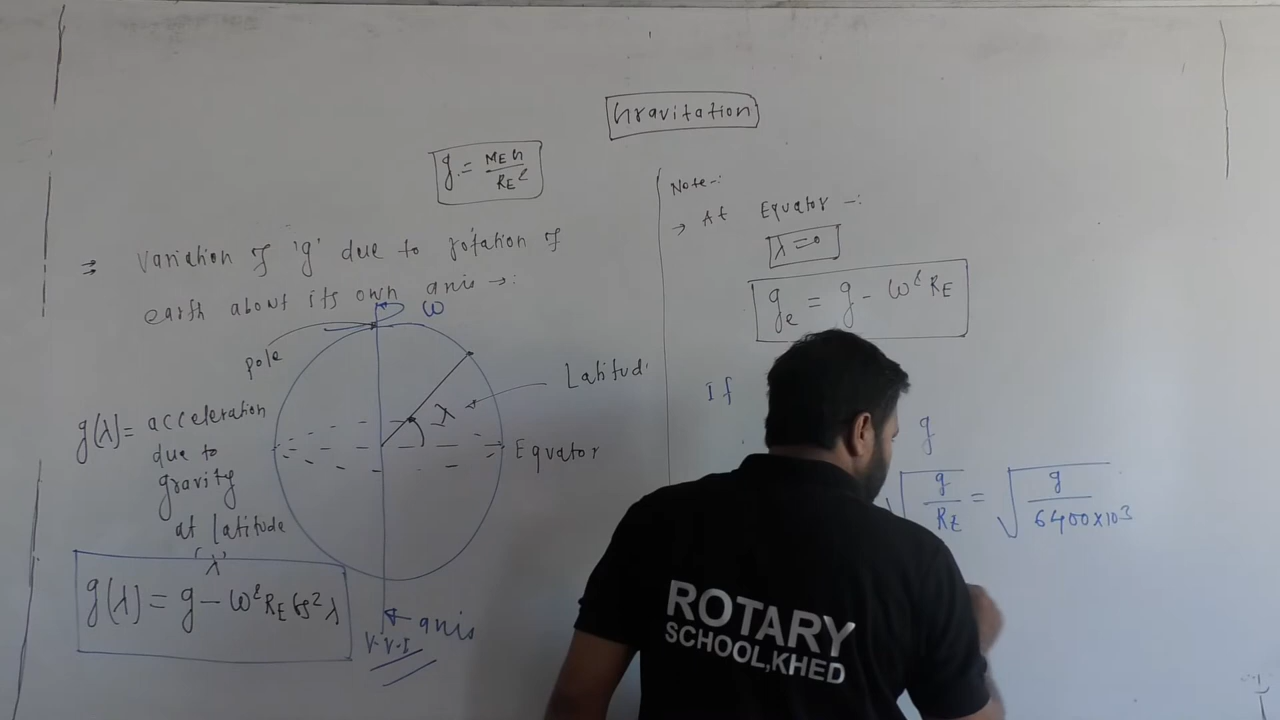 Gravitation
g = MEG/RE²
⇒ Variation of 'g' due to rotation of
earth about its own axis →:
ω
pole
Latitud
λ
Equator
g(λ) = acceleration
due to
gravity
at Latitude
'λ'
g(λ) = g - ω²RE Cos²λ
axis
V.V.I
Note-:
→ At Equator -:
λ = 0
ge = g - ω²RE
If
g
√g/RE = √g/6400×10³
ROTARY
SCHOOL,KHED